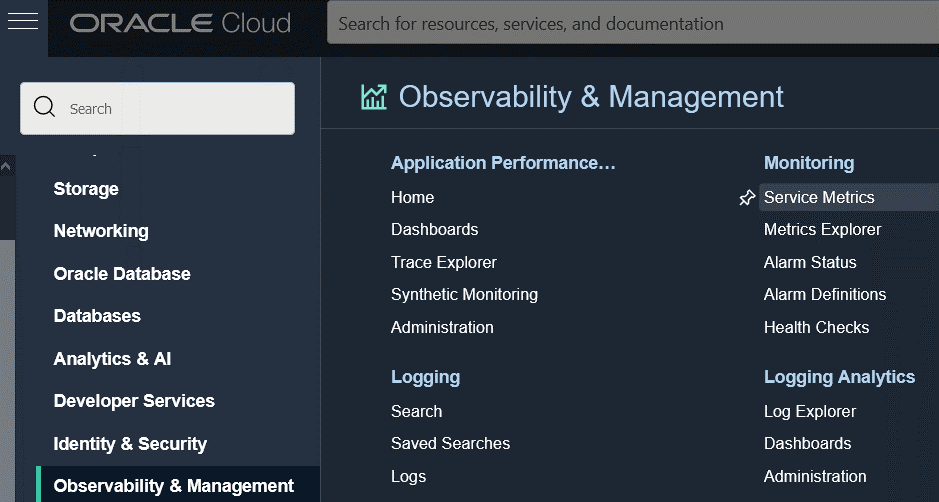 ORACLE Cloud
Search for resources, services, and documentation
Search
Storage
Networking
Oracle Database
Databases
Analytics & AI
Developer Services
Identity & Security
Observability & Management
Observability & Management
Application Performance…
Home
Dashboards
Trace Explorer
Synthetic Monitoring
Administration
Logging
Search
Saved Searches
Logs
Monitoring
Service Metrics
Metrics Explorer
Alarm Status
Alarm Definitions
Health Checks
Logging Analytics
Log Explorer
Dashboards
Administration